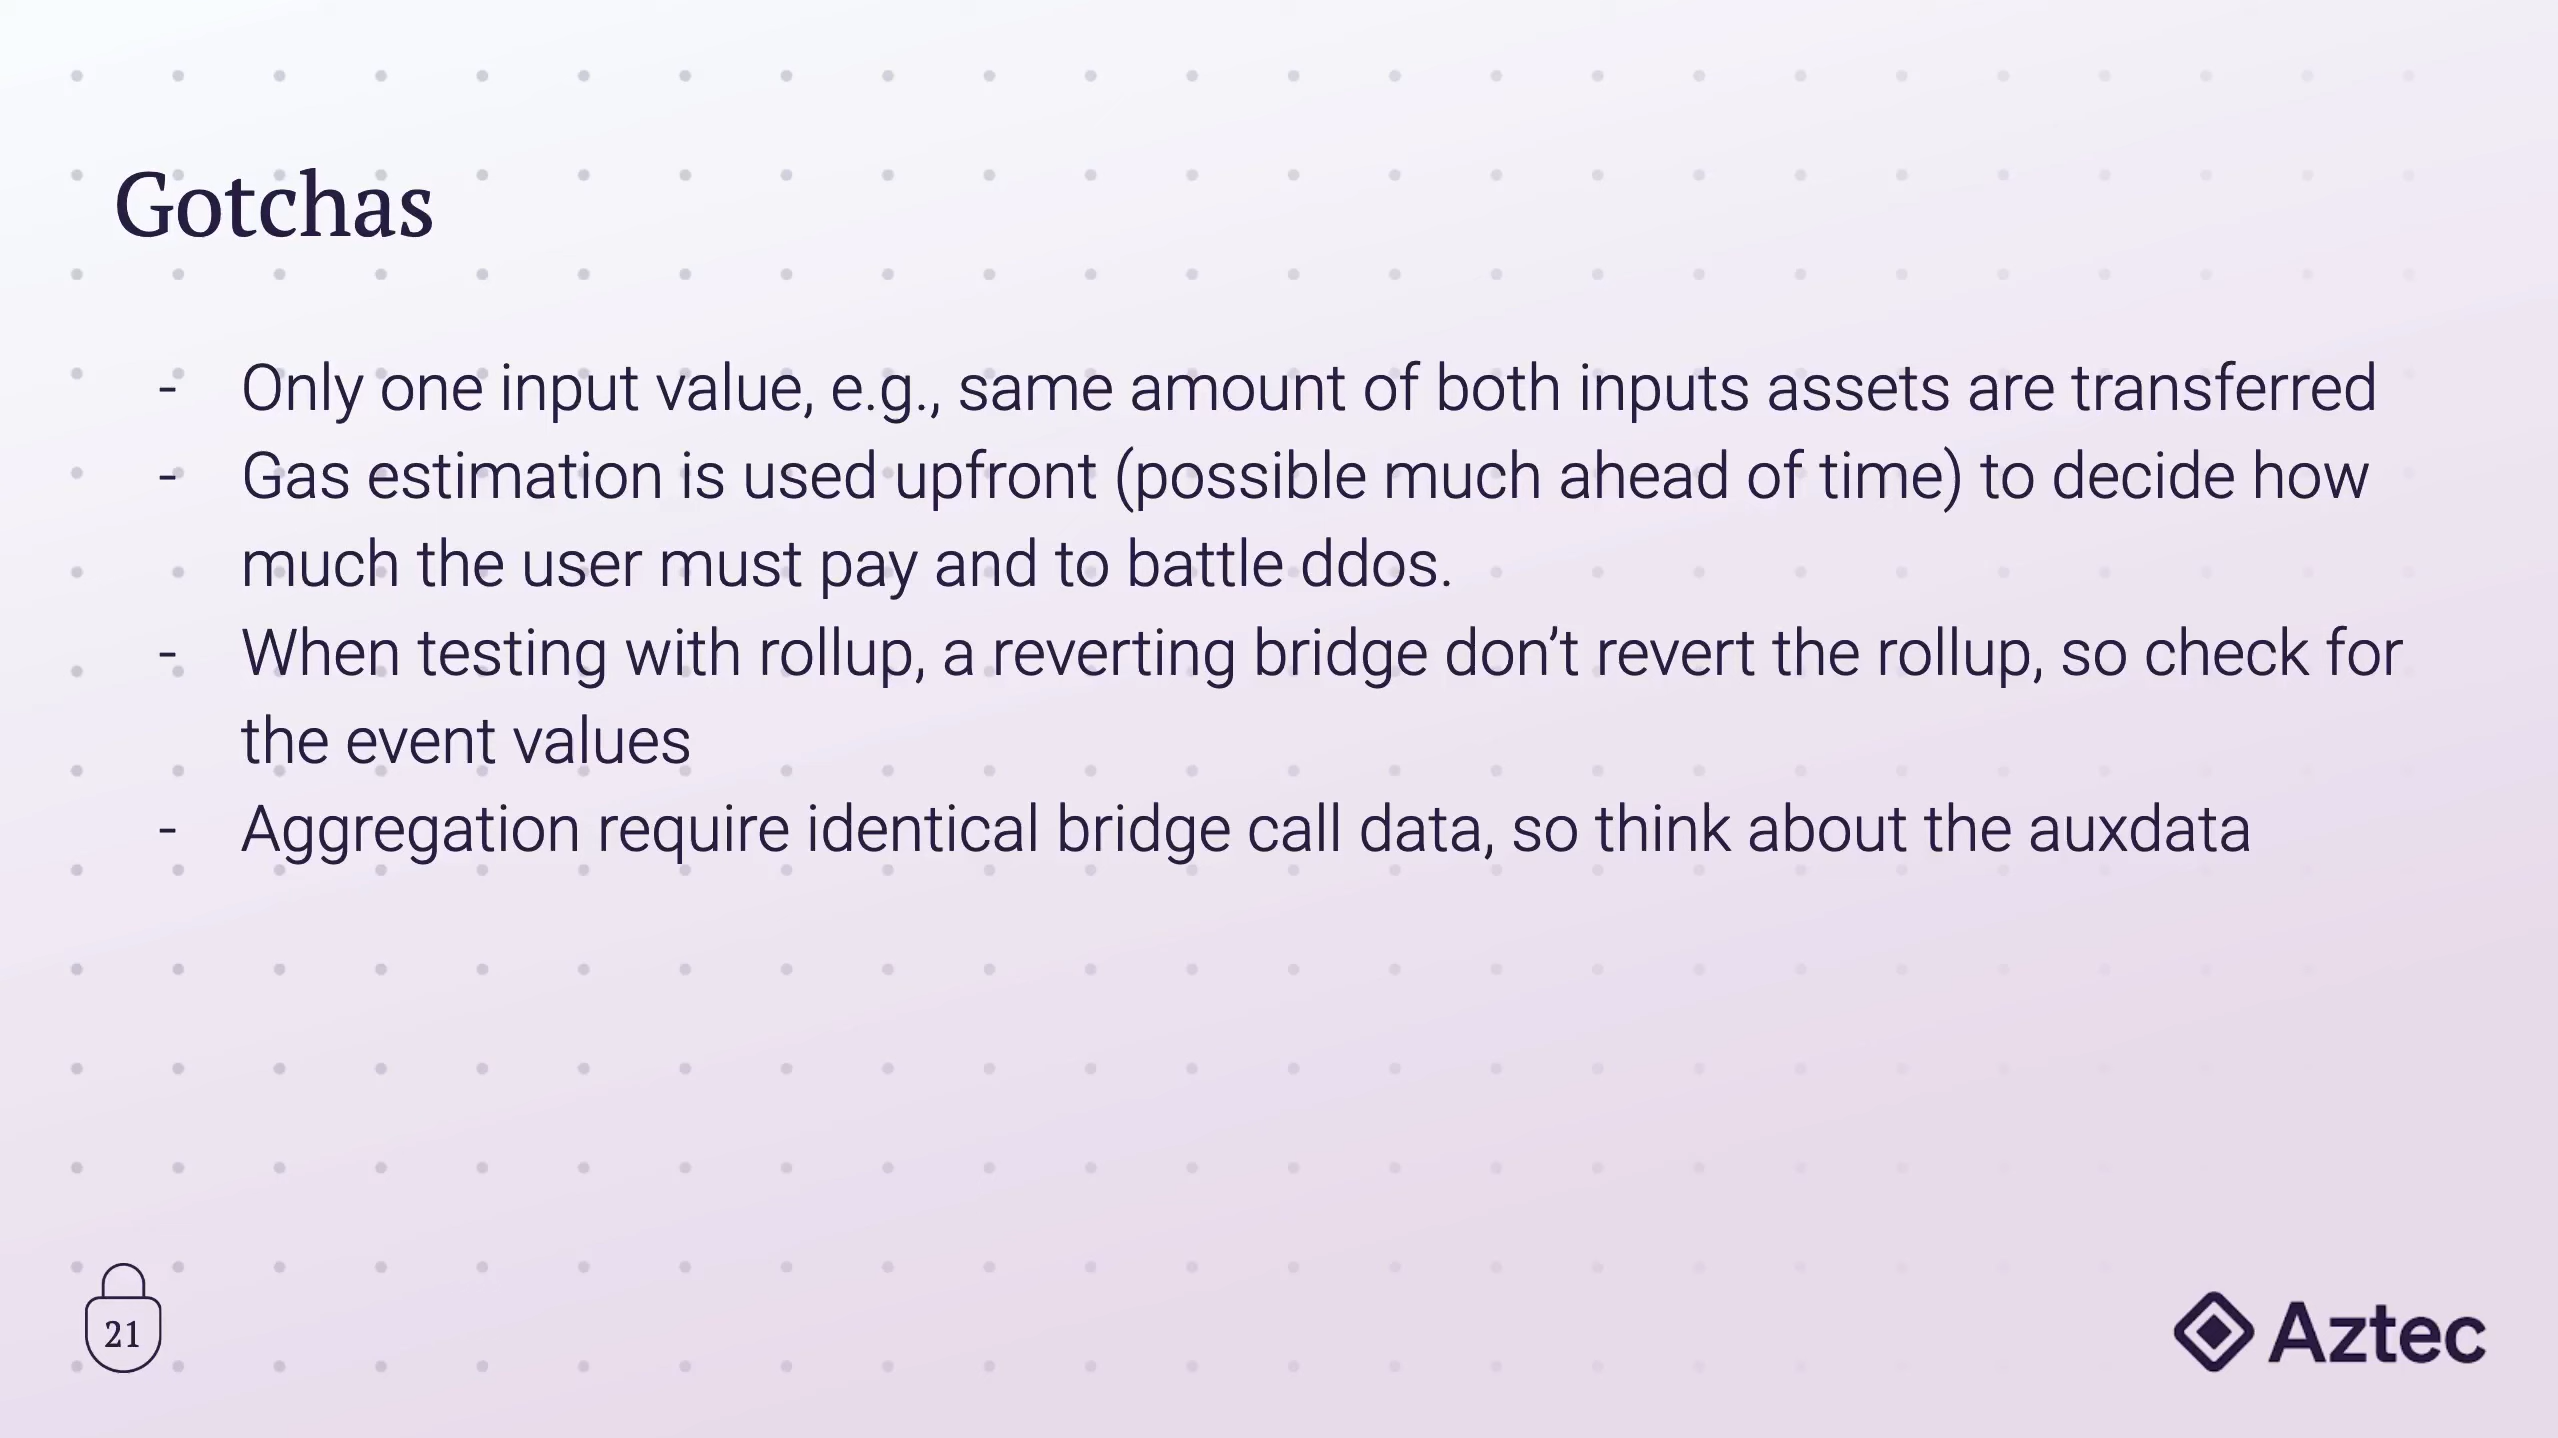 Gotchas
- Only one input value, e.g., same amount of both inputs assets are transferred
- Gas estimation is used upfront (possible much ahead of time) to decide how
much the user must pay and to battle ddos.
- When testing with rollup, a reverting bridge don’t revert the rollup, so check for
the event values
- Aggregation require identical bridge call data, so think about the auxdata
21
Aztec